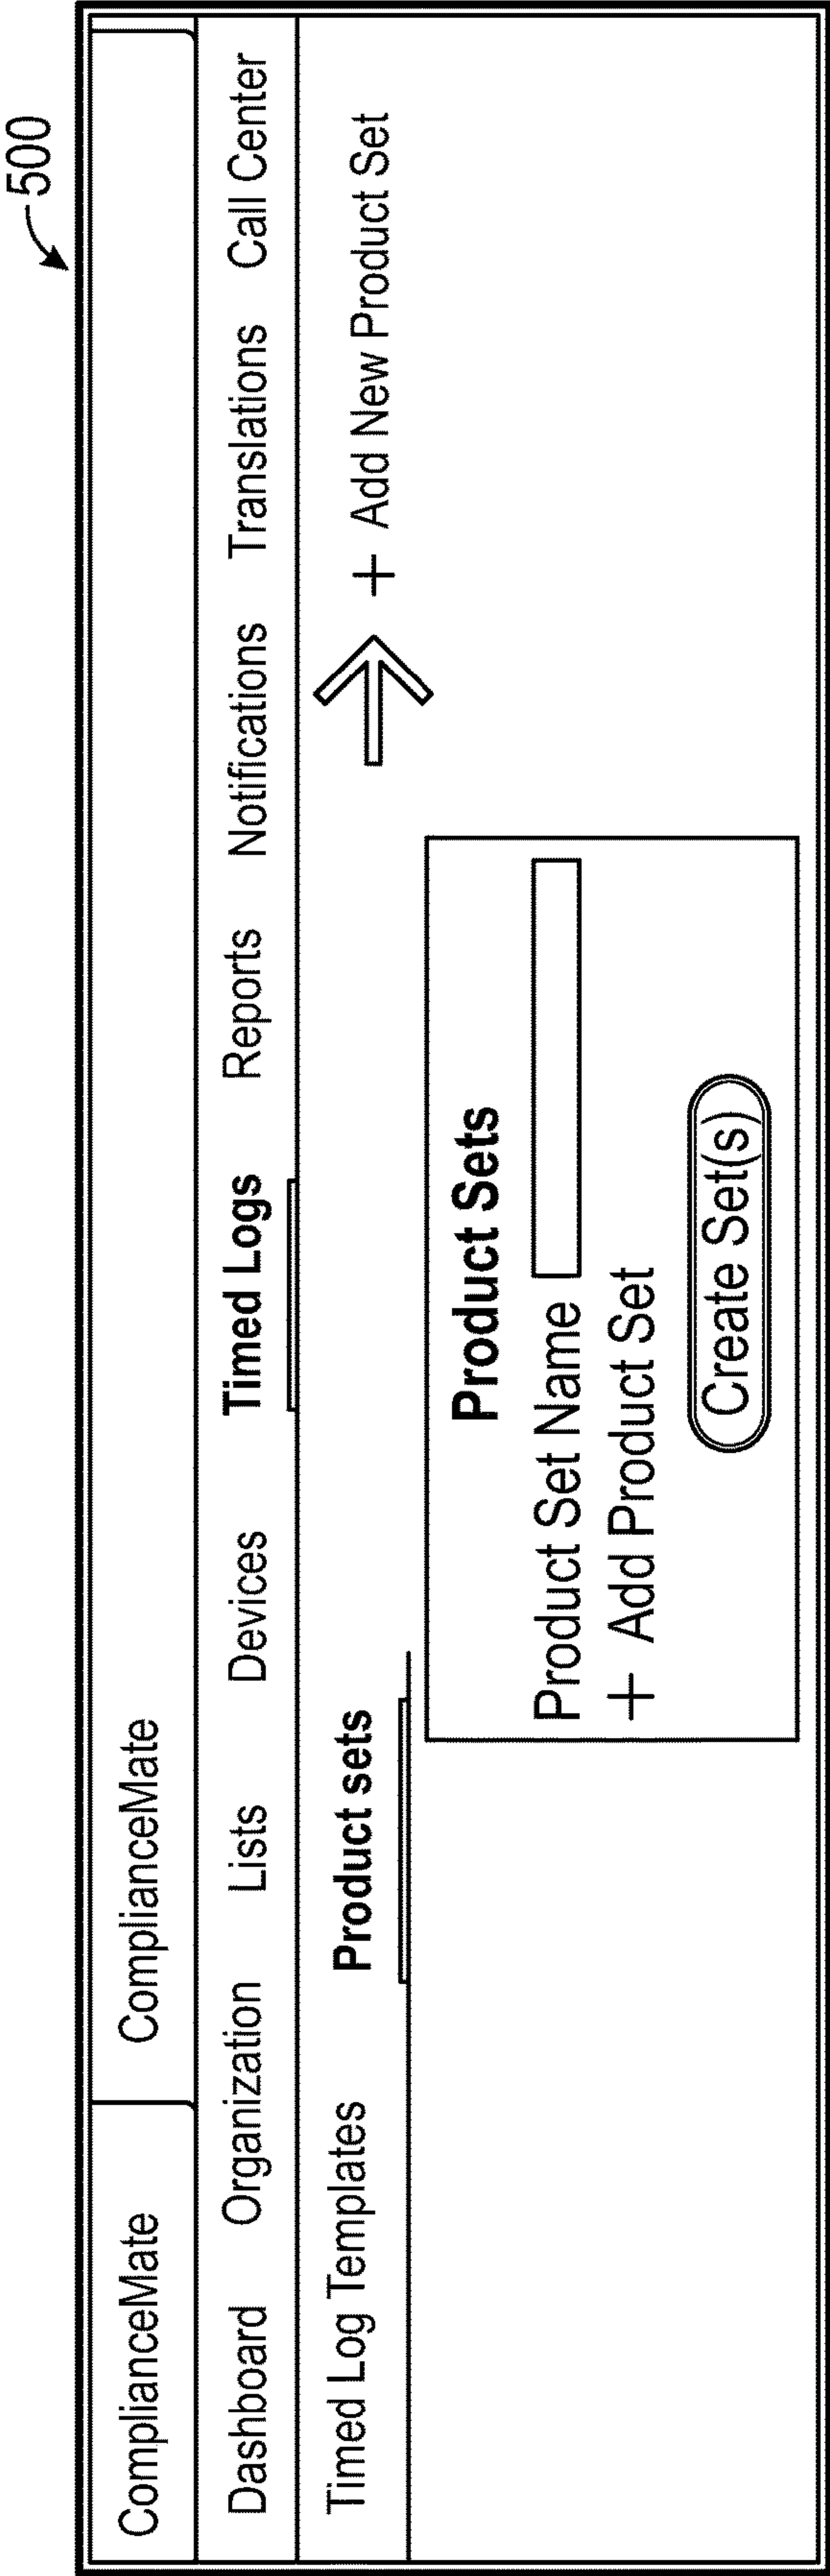 500
ComplianceMate ComplianceMate
Dashboard Organization Lists Devices Timed Logs Reports Notifications Translations Call Center
Timed Log Templates Product sets + Add New Product Set
Product Sets
Product Set Name
+ Add Product Set
Create Set(s)